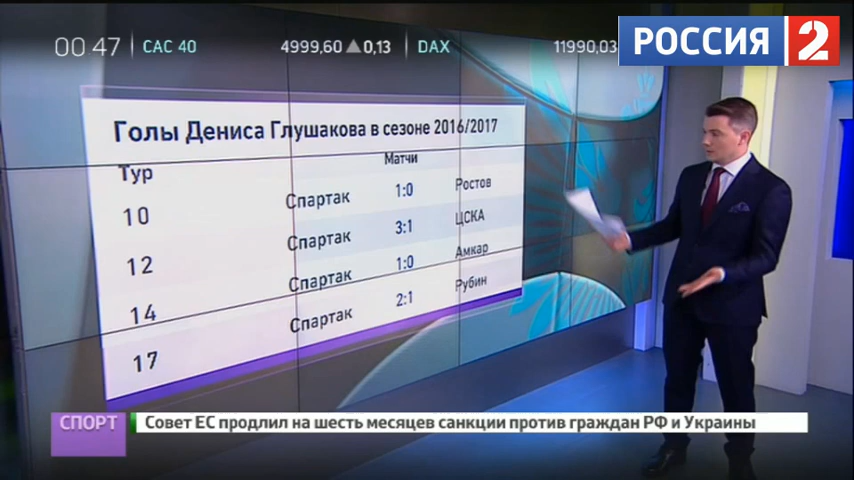 00:47 CAC 40 4999,60 ▲0,13 DAX 11990,03
РОССИЯ 2
Голы Дениса Глушакова в сезоне 2016/2017
Тур Матчи
10 Спартак 1:0 Ростов
12 Спартак 3:1 ЦСКА
14 Спартак 1:0 Амкар
17 Спартак 2:1 Рубин
СПОРТ Совет ЕС продлил на шесть месяцев санкции против граждан РФ и Украины